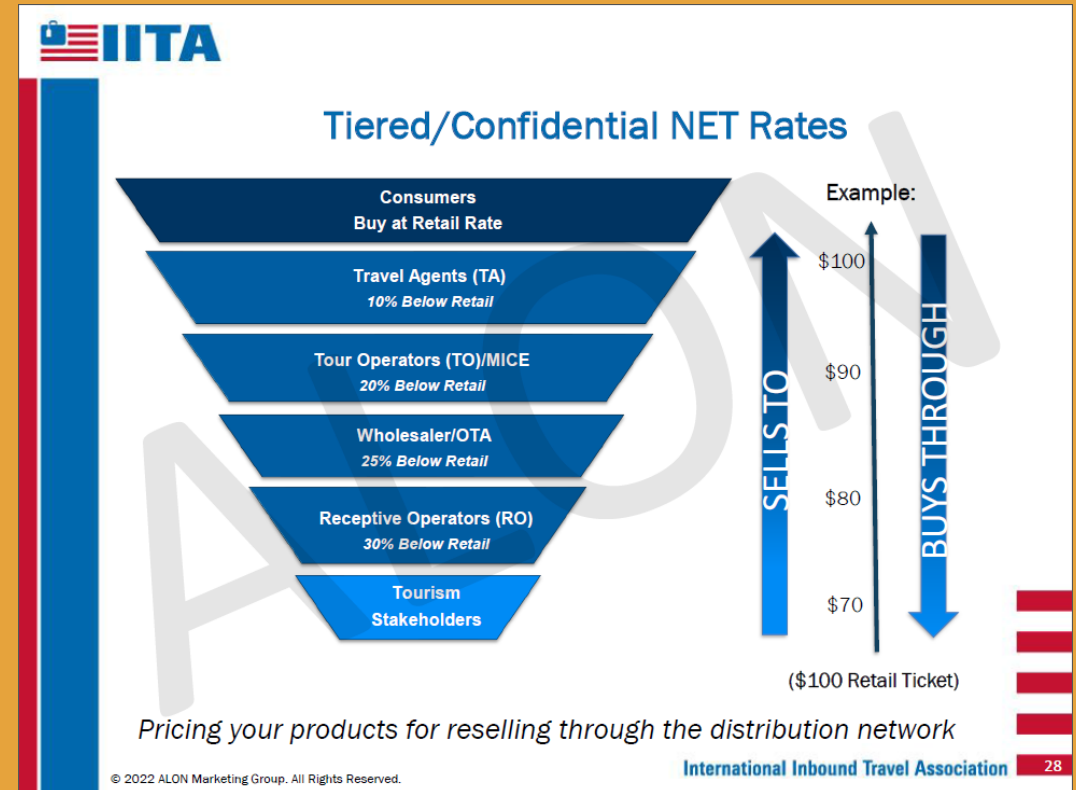 IITA
Tiered/Confidential NET Rates
Consumers
Buy at Retail Rate
Travel Agents (TA)
10% Below Retail
Tour Operators (TO)/MICE
20% Below Retail
Wholesaler/OTA
25% Below Retail
Receptive Operators (RO)
30% Below Retail
Tourism
Stakeholders
Example:
$100
$90
$80
$70
SELLS TO
BUYS THROUGH
($100 Retail Ticket)
ALON
Pricing your products for reselling through the distribution network
© 2022 ALON Marketing Group. All Rights Reserved.
International Inbound Travel Association
28